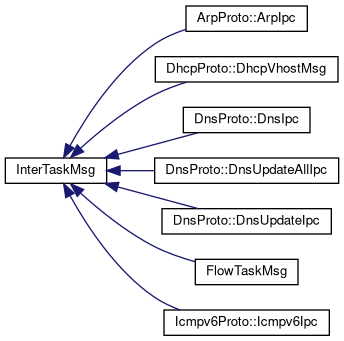 ArpProto::ArpIpc
DhcpProto::DhcpVhostMsg
DnsProto::DnsIpc
InterTaskMsg
DnsProto::DnsUpdateAllIpc
DnsProto::DnsUpdateIpc
FlowTaskMsg
Icmpv6Proto::Icmpv6Ipc